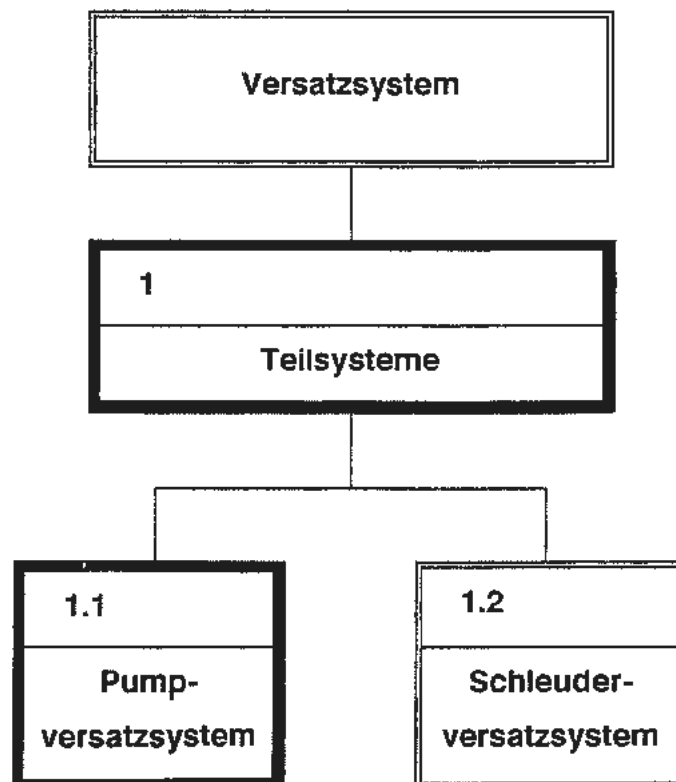 Versatzsystem
1
Teilsysteme
1.1
Pump-
versatzsystem
1.2
Schleuder-
versatzsystem